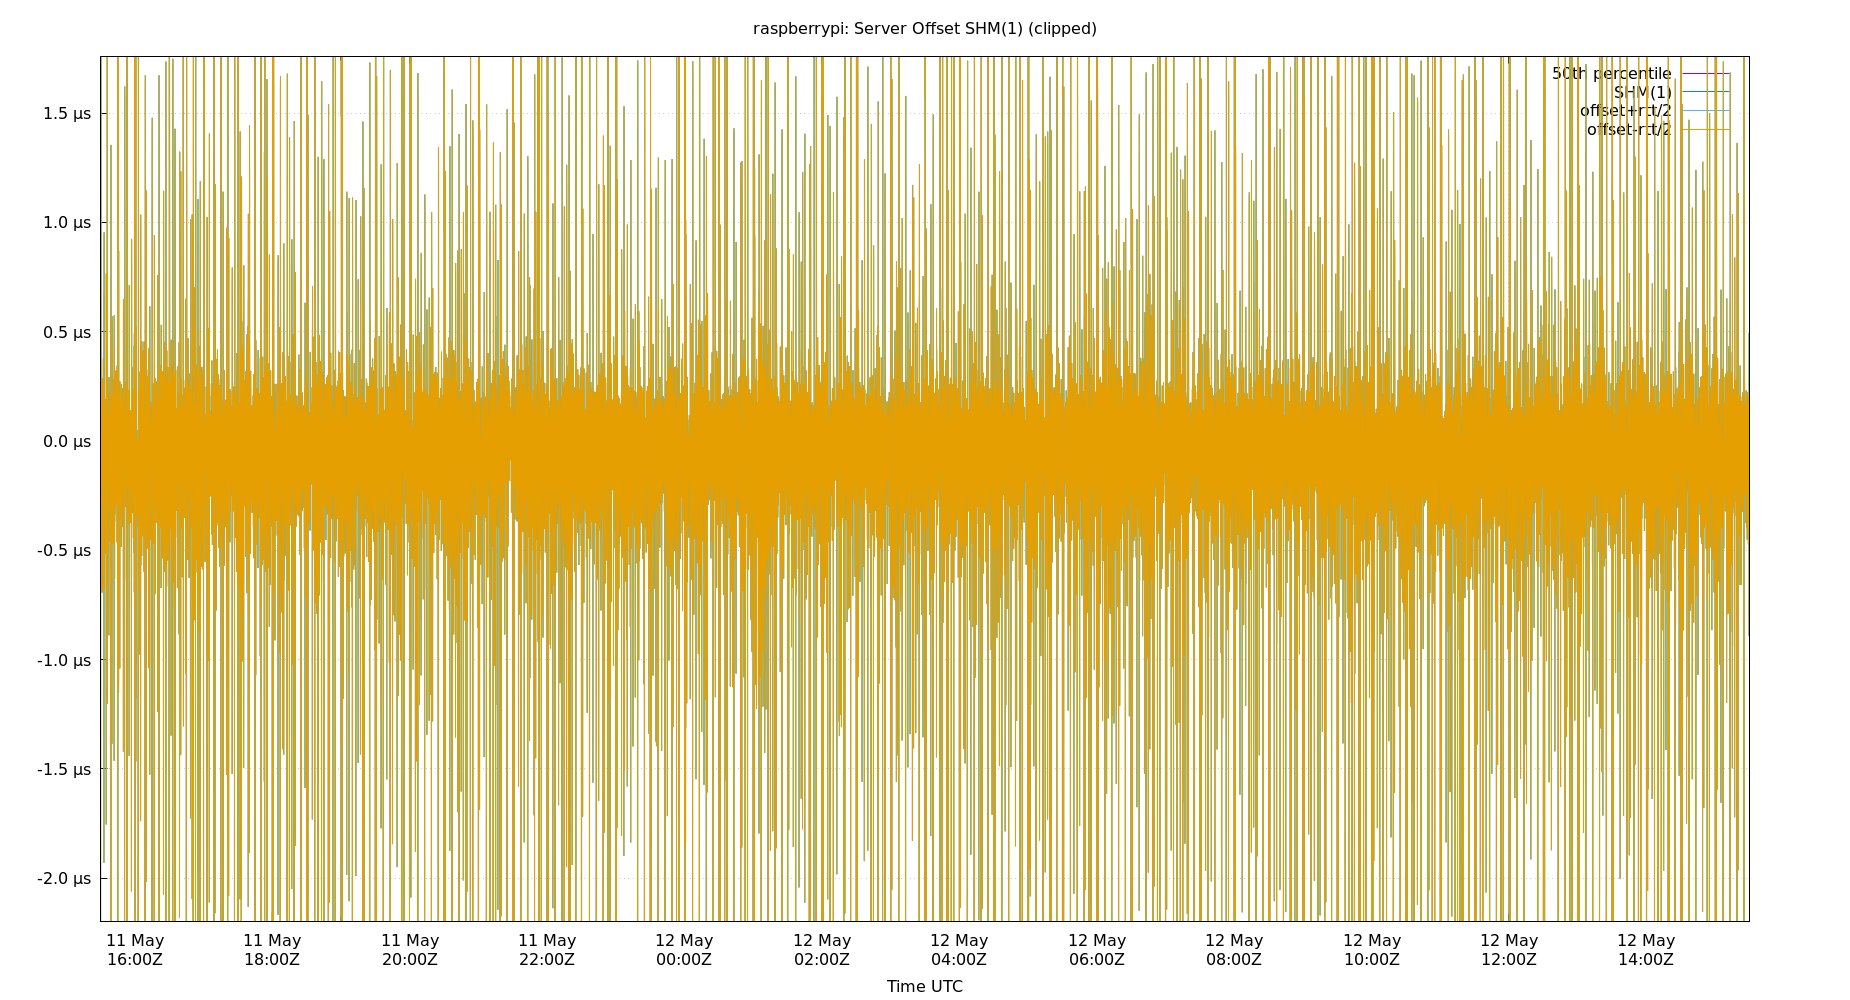 raspberrypi: Server Offset SHM(1) (clipped)
50th percentile
SHM(1)
offset+rtt/2
offset-rtt/2
1.5 µs
1.0 µs
0.5 µs
0.0 µs
-0.5 µs
-1.0 µs
-1.5 µs
-2.0 µs
11 May 11 May 11 May 11 May 12 May 12 May 12 May 12 May 12 May 12 May 12 May 12 May
16:00Z 18:00Z 20:00Z 22:00Z 00:00Z 02:00Z 04:00Z 06:00Z 08:00Z 10:00Z 12:00Z 14:00Z
Time UTC